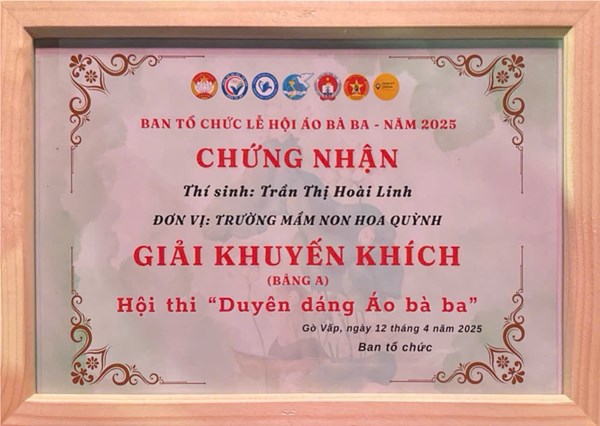 BAN TỔ CHỨC LỄ HỘI ÁO BÀ BA - NĂM 2025
CHỨNG NHẬN
Thí sinh: Trần Thị Hoài Linh
ĐƠN VỊ: TRƯỜNG MẦM NON HOA QUỲNH
GIẢI KHUYẾN KHÍCH
(BẢNG A)
Hội thi “Duyên dáng Áo bà ba”
Gò Vấp, ngày 12 tháng 4 năm 2025
Ban tổ chức